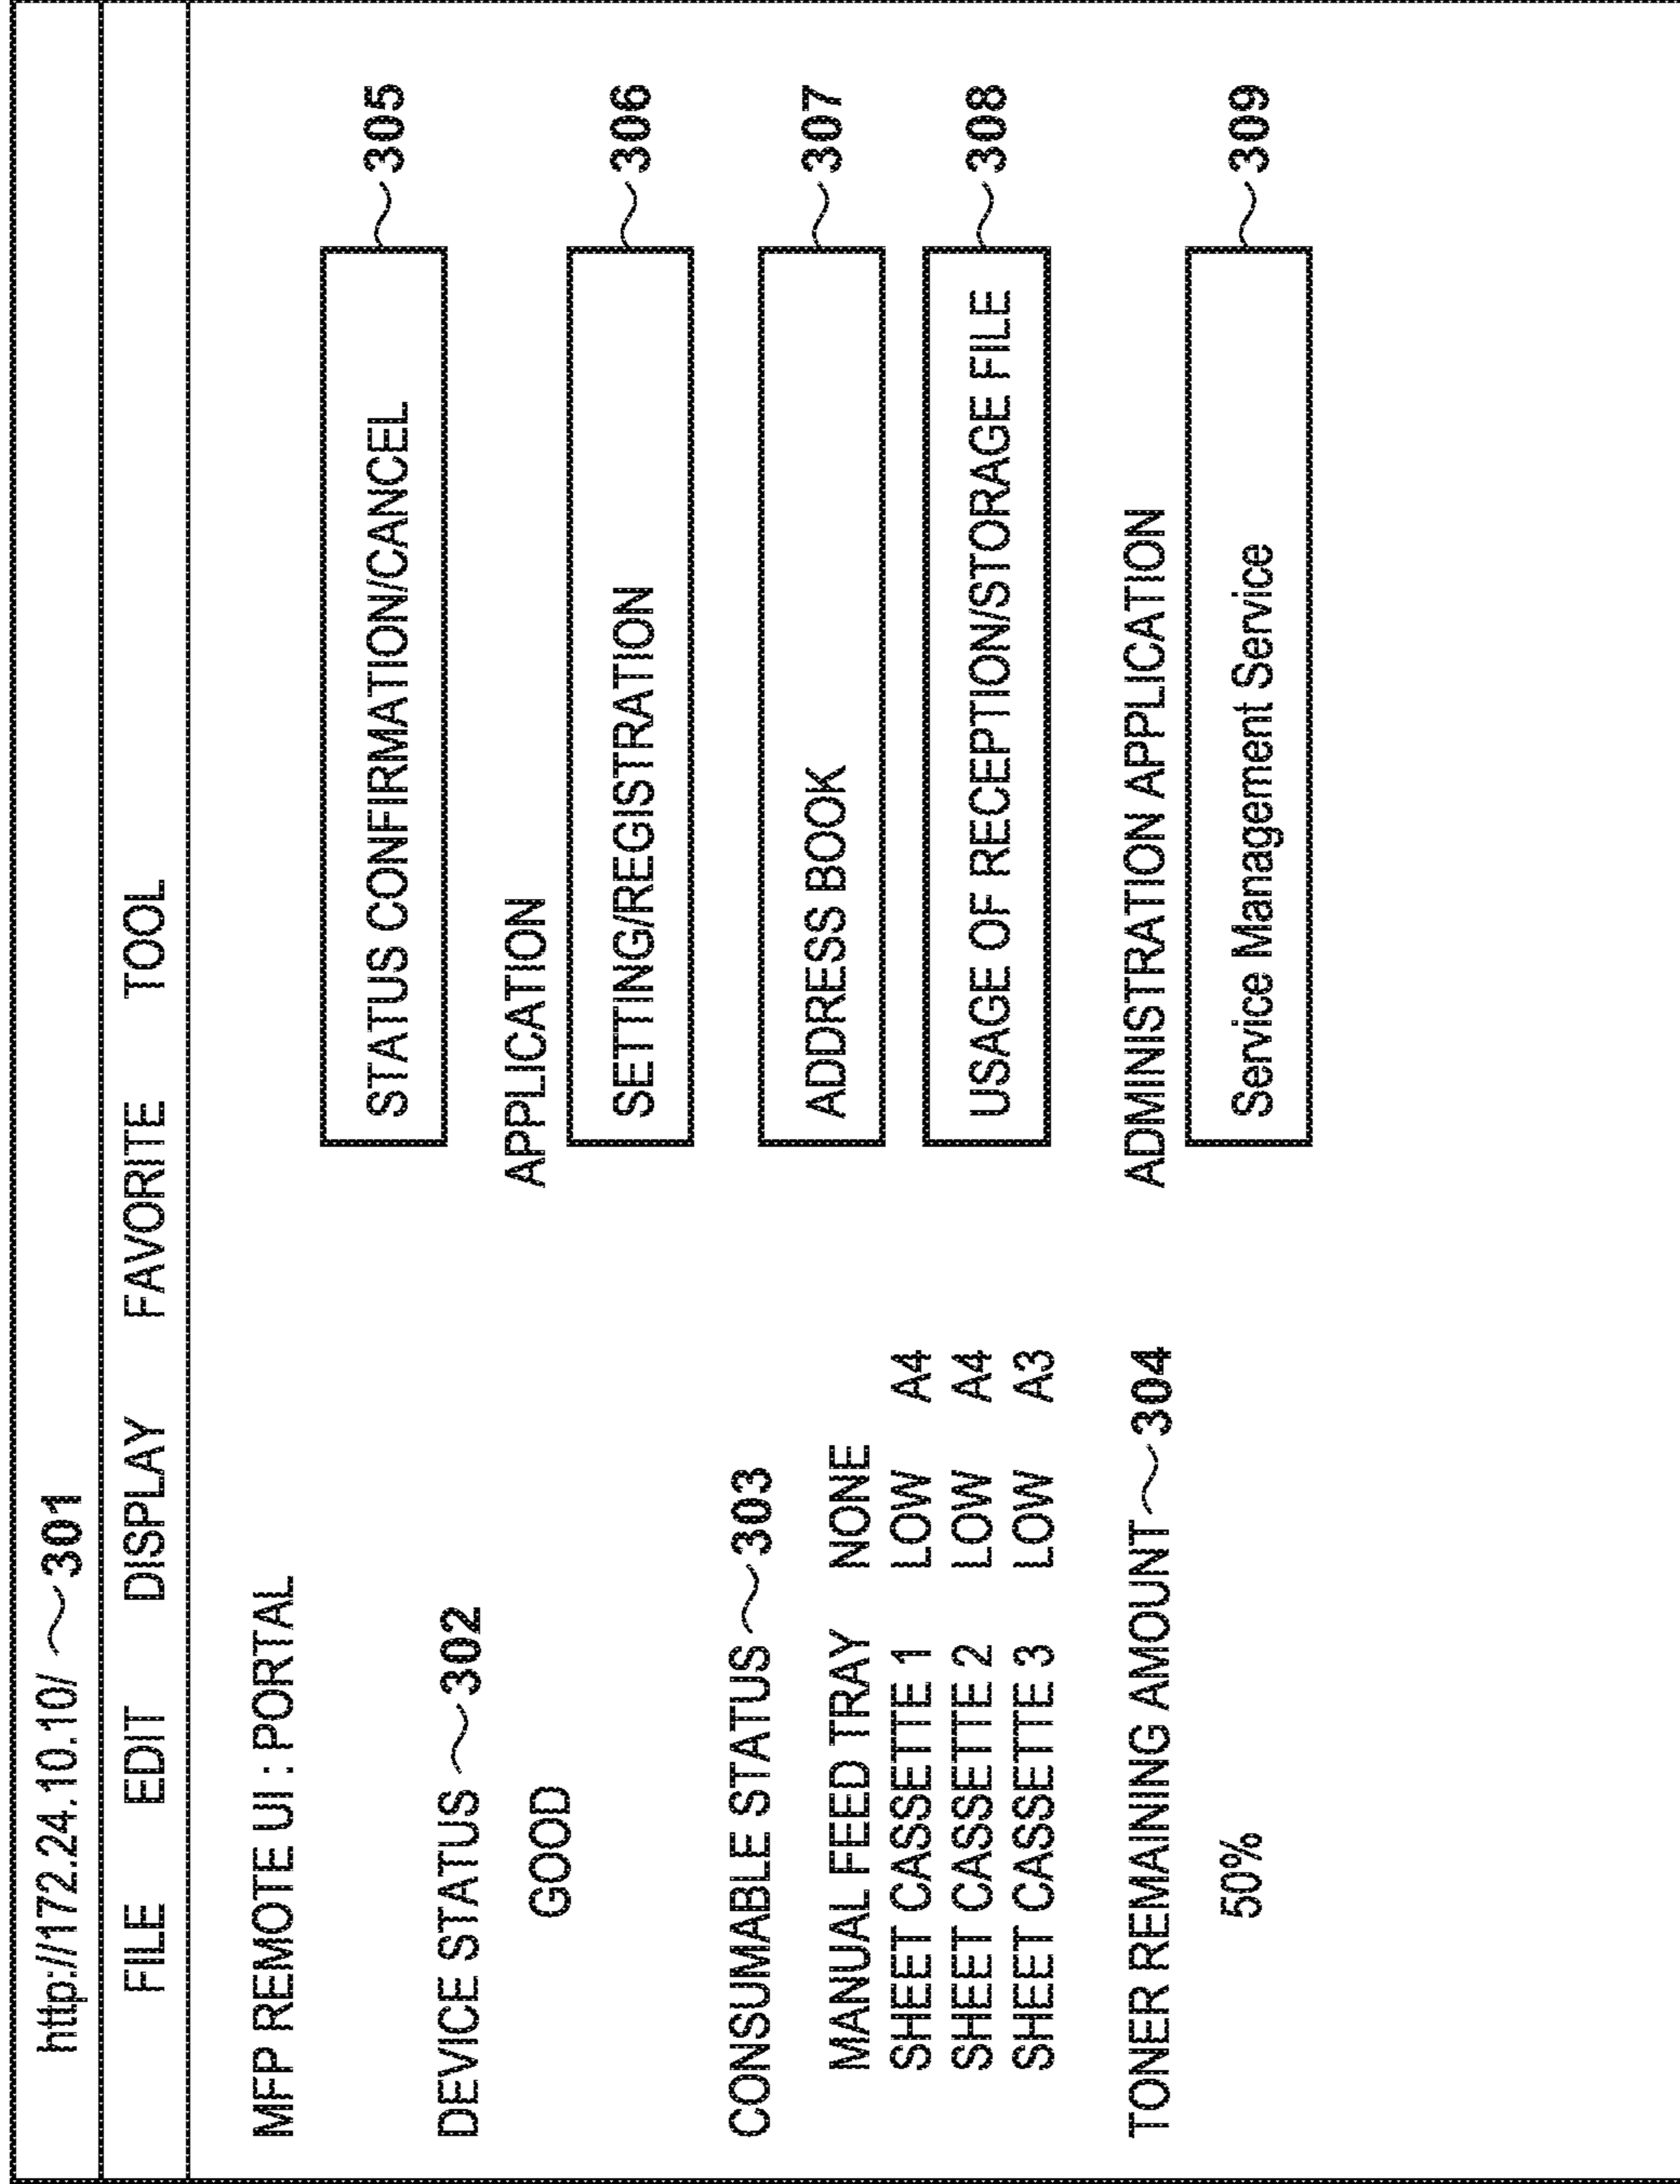 http://172.24.10.10/ 301
FILE EDIT DISPLAY FAVORITE TOOL
MFP REMOTE UI : PORTAL
DEVICE STATUS 302
GOOD
CONSUMABLE STATUS 303
MANUAL FEED TRAY NONE
SHEET CASSETTE 1 LOW A4
SHEET CASSETTE 2 LOW A4
SHEET CASSETTE 3 LOW A3
TONER REMAINING AMOUNT 304
50%
STATUS CONFIRMATION/CANCEL 305
APPLICATION
SETTING/REGISTRATION 306
ADDRESS BOOK 307
USAGE OF RECEPTION/STORAGE FILE 308
ADMINISTRATION APPLICATION
Service Management Service 309